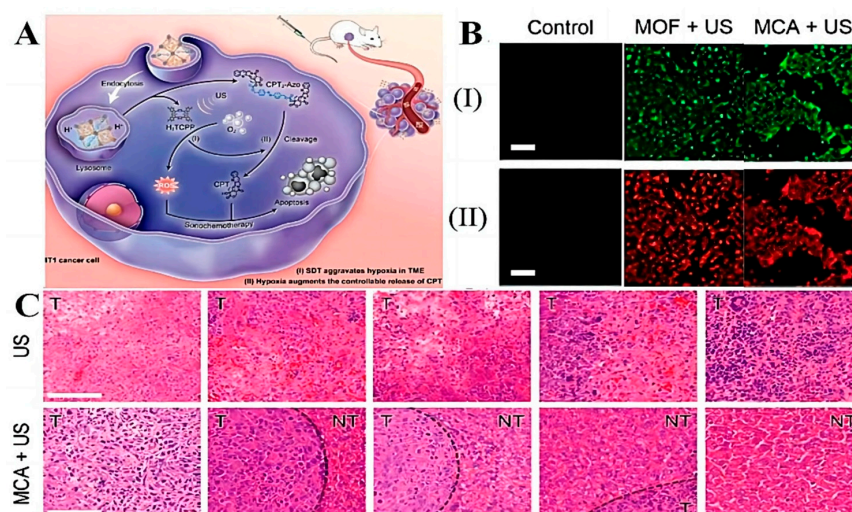 A
Endocytosis
CPT₂-Azo
US
H⁺
H⁺
H₂TCPP
O₂
(I)
(II)
Cleavage
Lysosome
ROS
CPT
Apoptosis
Sonochemotherapy
IT1 cancer cell
(I) SDT aggravates hypoxia in TME
(II) Hypoxia augments the controllable release of CPT
B
Control
MOF + US
MCA + US
(I)
(II)
C
US
T
T
T
T
T
MCA + US
T
T
NT
T
NT
NT
T
NT